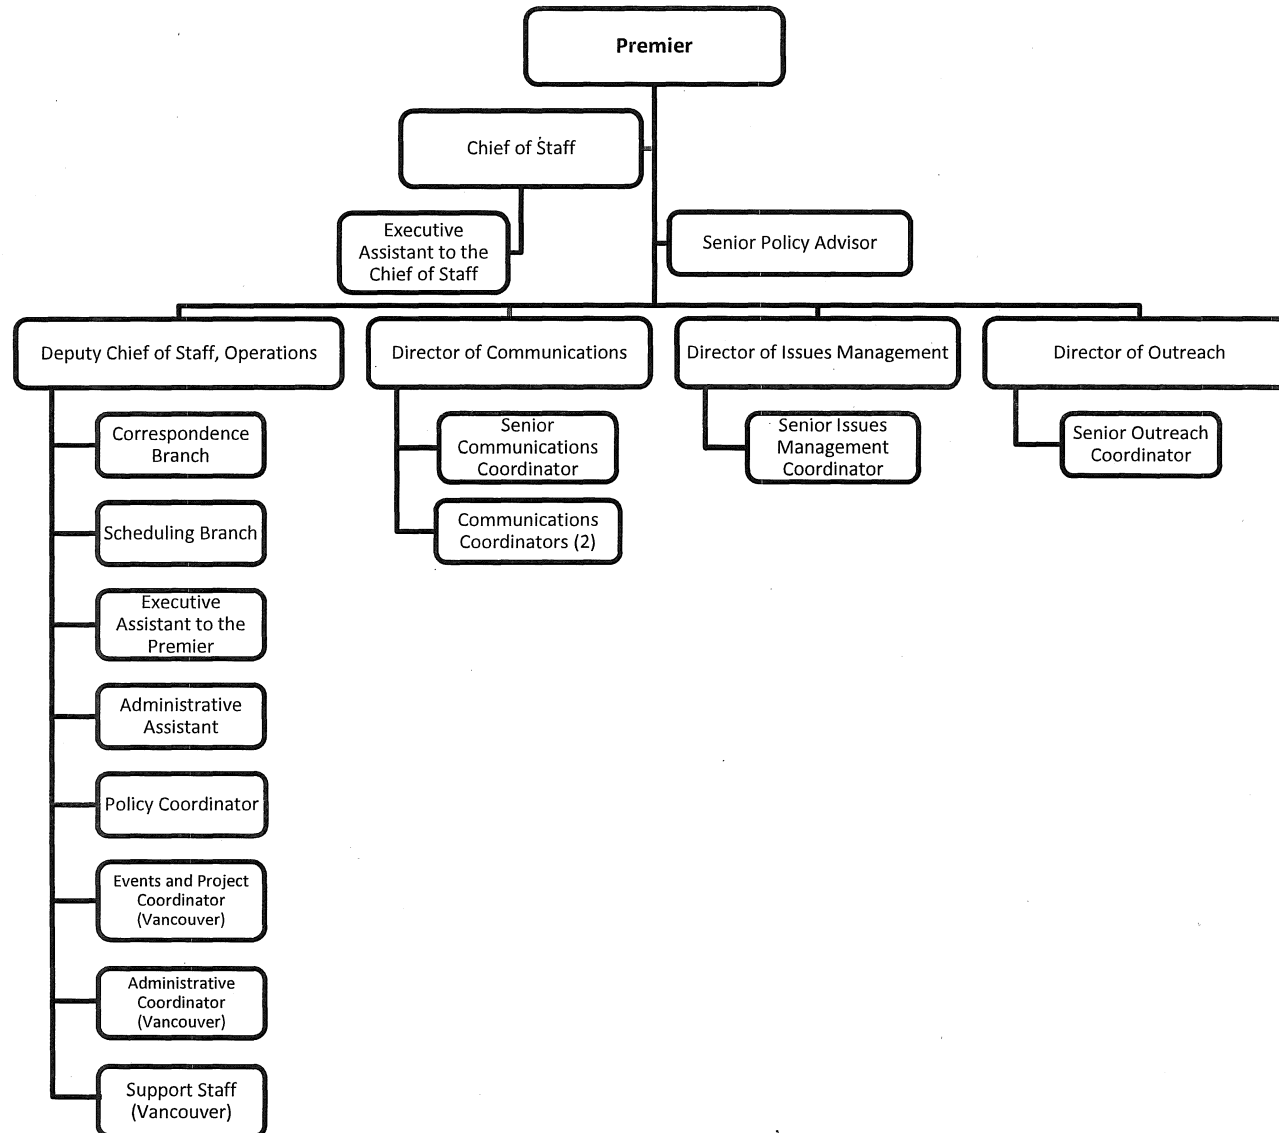 Premier
Chief of Staff
Executive
Assistant to the
Chief of Staff
Senior Policy Advisor
Deputy Chief of Staff, Operations
Director of Communications
Director of Issues Management
Director of Outreach
Correspondence
Branch
Scheduling Branch
Executive
Assistant to the
Premier
Administrative
Assistant
Policy Coordinator
Events and Project
Coordinator
(Vancouver)
Administrative
Coordinator
(Vancouver)
Support Staff
(Vancouver)
Senior
Communications
Coordinator
Communications
Coordinators (2)
Senior Issues
Management
Coordinator
Senior Outreach
Coordinator